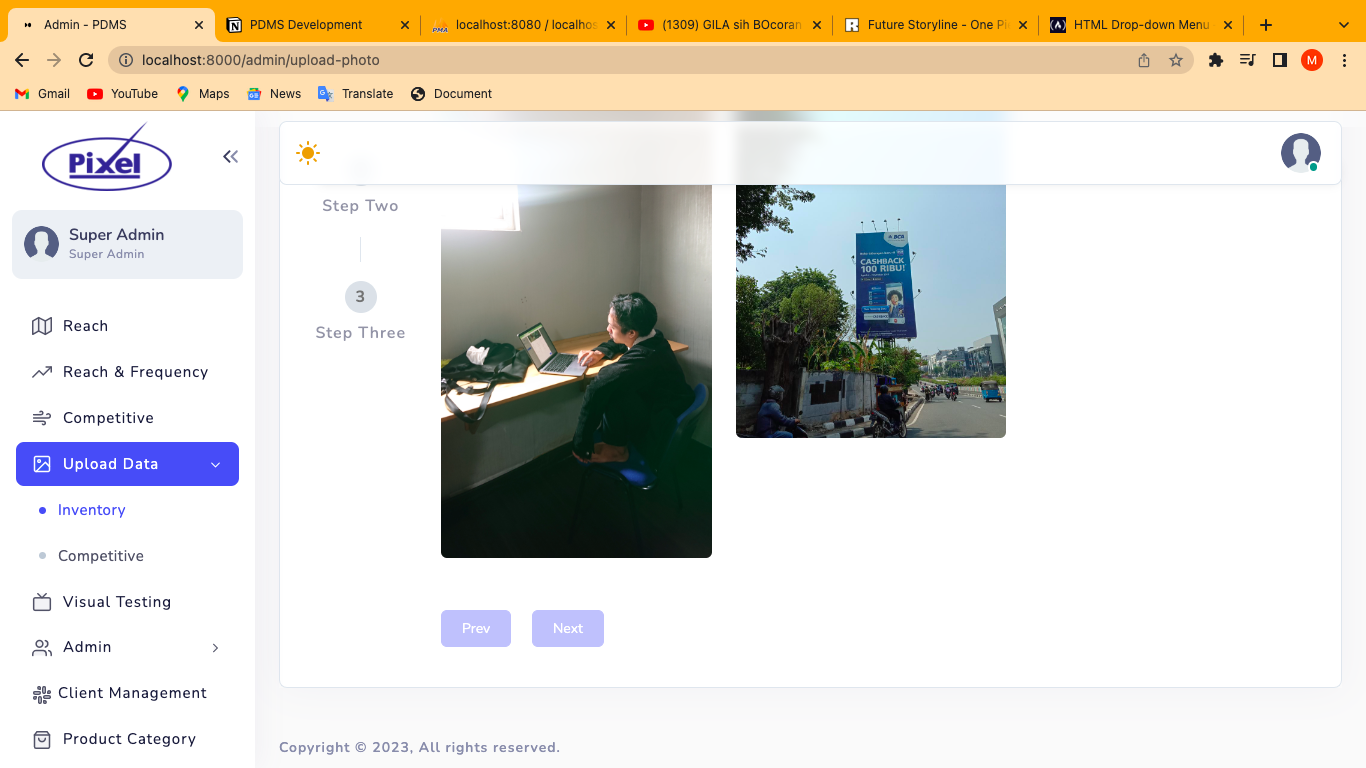 Admin - PDMS
PDMS Development
localhost:8080 / localhos
(1309) GILA sih BOcoran
Future Storyline - One Pi
HTML Drop-down Menu
localhost:8000/admin/upload-photo
M
Gmail
YouTube
Maps
News
Translate
Document
Pixel
Super Admin
Super Admin
Reach
Reach & Frequency
Competitive
Upload Data
Inventory
Competitive
Visual Testing
Admin
Client Management
Product Category
Step Two
3
Step Three
BCA
CASHBACK
100 RIBU!
Prev
Next
Copyright © 2023, All rights reserved.